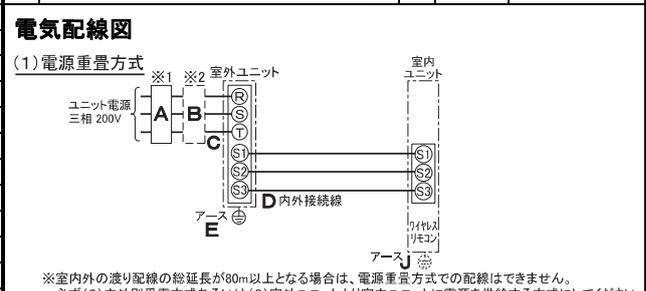 電気配線図
(1)電源重畳方式
※1 ※2 室外ユニット
室内
ユニット
ユニット電源
三相 200V
A
B
C
R
S
T
S1
S2
S3
S1
S2
S3
D 内外接続線
アース
E
ワイヤレス
リモコン
アース J
※室内外の渡り配線の総延長が80m以上となる場合は、電源重畳方式での配線はできません。